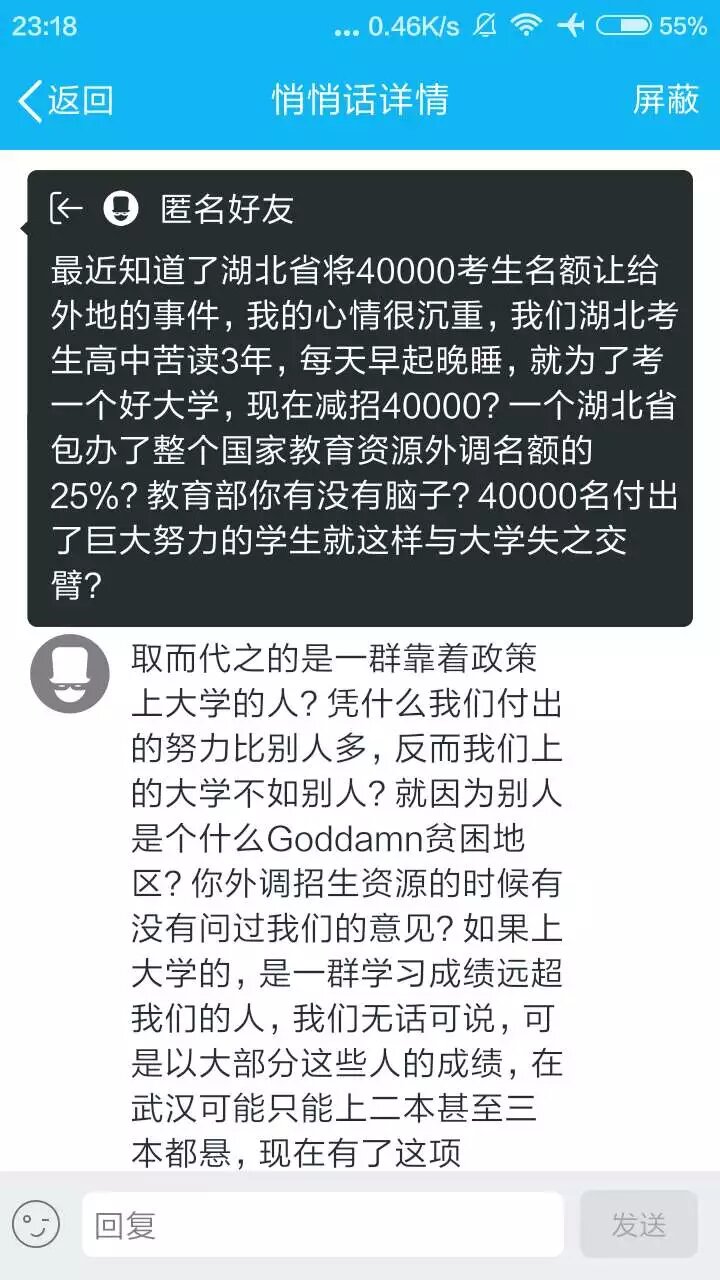 23:18
... 0.46K/s
55%
返回
悄悄话详情
屏蔽
匿名好友
最近知道了湖北省将40000考生名额让给
外地的事件，我的心情很沉重，我们湖北考
生高中苦读3年，每天早起晚睡，就为了考
一个好大学，现在减招40000？一个湖北省
包办了整个国家教育资源外调名额的
25%？教育部你有没有脑子？40000名付出
了巨大努力的学生就这样与大学失之交
臂？
取而代之的是一群靠着政策
上大学的人？凭什么我们付出
的努力比别人多，反而我们上
的大学不如别人？就因为别人
是个什么Goddamn贫困地
区？你外调招生资源的时候有
没有问过我们的意见？如果上
大学的，是一群学习成绩远超
我们的人，我们无话可说，可
是以大部分这些人的成绩，在
武汉可能只能上二本甚至三
本都悬，现在有了这项
回复
发送